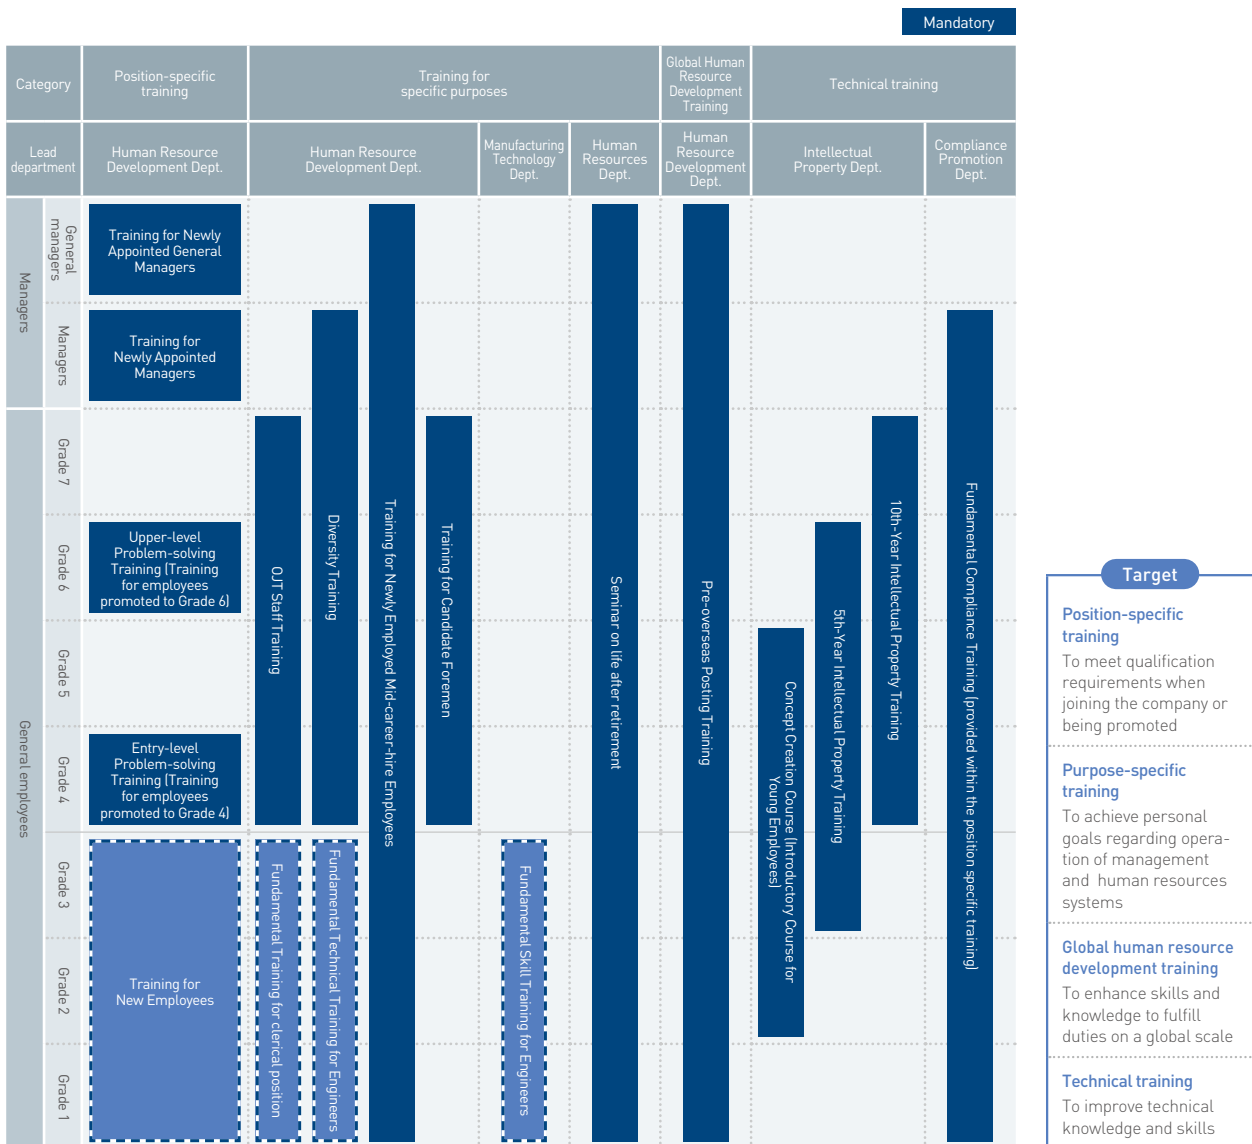 Mandatory
Category
Position-specific
training
Training for
specific purposes
Global Human
Resource
Development
Training
Technical training
Lead
department
Human Resource
Development Dept.
Human Resource
Development Dept.
Manufacturing
Technology
Dept.
Human
Resources
Dept.
Human
Resource
Development
Dept.
Intellectual
Property Dept.
Compliance
Promotion
Dept.
Managers
General
managers
Training for Newly
Appointed General
Managers
Managers
Training for
Newly Appointed
Managers
General employees
Grade 7
Grade 6
Upper-level
Problem-solving
Training (Training
for employees
promoted to Grade 6)
Grade 5
Grade 4
Entry-level
Problem-solving
Training (Training
for employees
promoted to Grade 4)
Grade 3
Grade 2
Grade 1
Training for
New Employees
OJT Staff Training
Diversity Training
Training for Newly Employed Mid-career-hire Employees
Training for Candidate Foremen
Fundamental Training for clerical position
Fundamental Technical Training for Engineers
Fundamental Skill Training for Engineers
Seminar on life after retirement
Pre-overseas Posting Training
Concept Creation Course (Introductory Course for
Young Employees)
5th-Year Intellectual Property Training
10th-Year Intellectual Property Training
Fundamental Compliance Training (provided within the position specific training)
Target
Position-specific
training
To meet qualification
requirements when
joining the company or
being promoted
Purpose-specific
training
To achieve personal
goals regarding opera-
tion of management
and human resources
systems
Global human resource
development training
To enhance skills and
knowledge to fulfill
duties on a global scale
Technical training
To improve technical
knowledge and skills